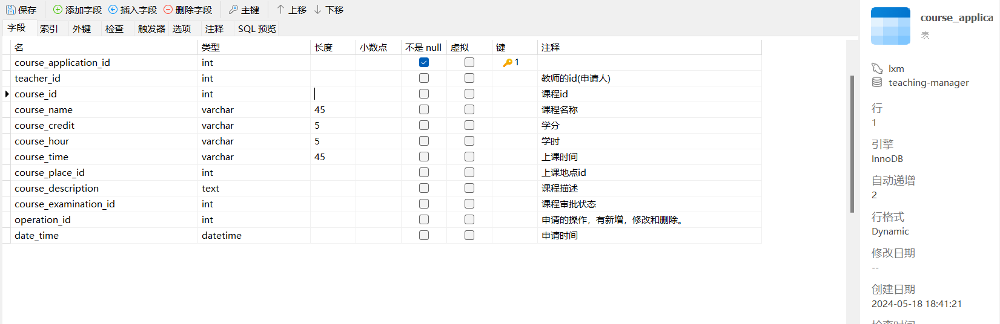 保存 添加字段 插入字段 删除字段 主键 上移 下移
字段 索引 外键 检查 触发器 选项 注释 SQL 预览
名 类型 长度 小数点 不是 null 虚拟 键 注释
course_application_id int 1
teacher_id int 教师的id(申请人)
course_id int 课程id
course_name varchar 45 课程名称
course_credit varchar 5 学分
course_hour varchar 5 学时
course_time varchar 45 上课时间
course_place_id int 上课地点id
course_description text 课程描述
course_examination_id int 课程审批状态
operation_id int 申请的操作，有新增，修改和删除。
date_time datetime 申请时间
course_applica
表
lxm
teaching-manager
行
1
引擎
InnoDB
自动递增
2
行格式
Dynamic
修改日期
--
创建日期
2024-05-18 18:41:21